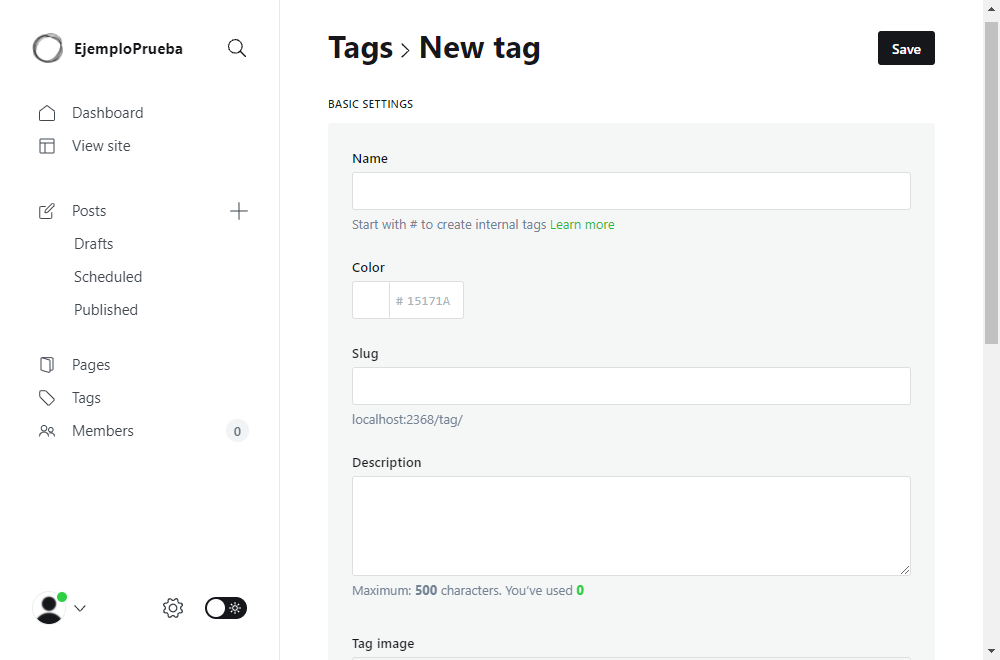 EjemploPrueba
Dashboard
View site
Posts
Drafts
Scheduled
Published
Pages
Tags
Members 0
Tags > New tag
Save
BASIC SETTINGS
Name
Start with # to create internal tags Learn more
Color
# 15171A
Slug
localhost:2368/tag/
Description
Maximum: 500 characters. You've used 0
Tag image